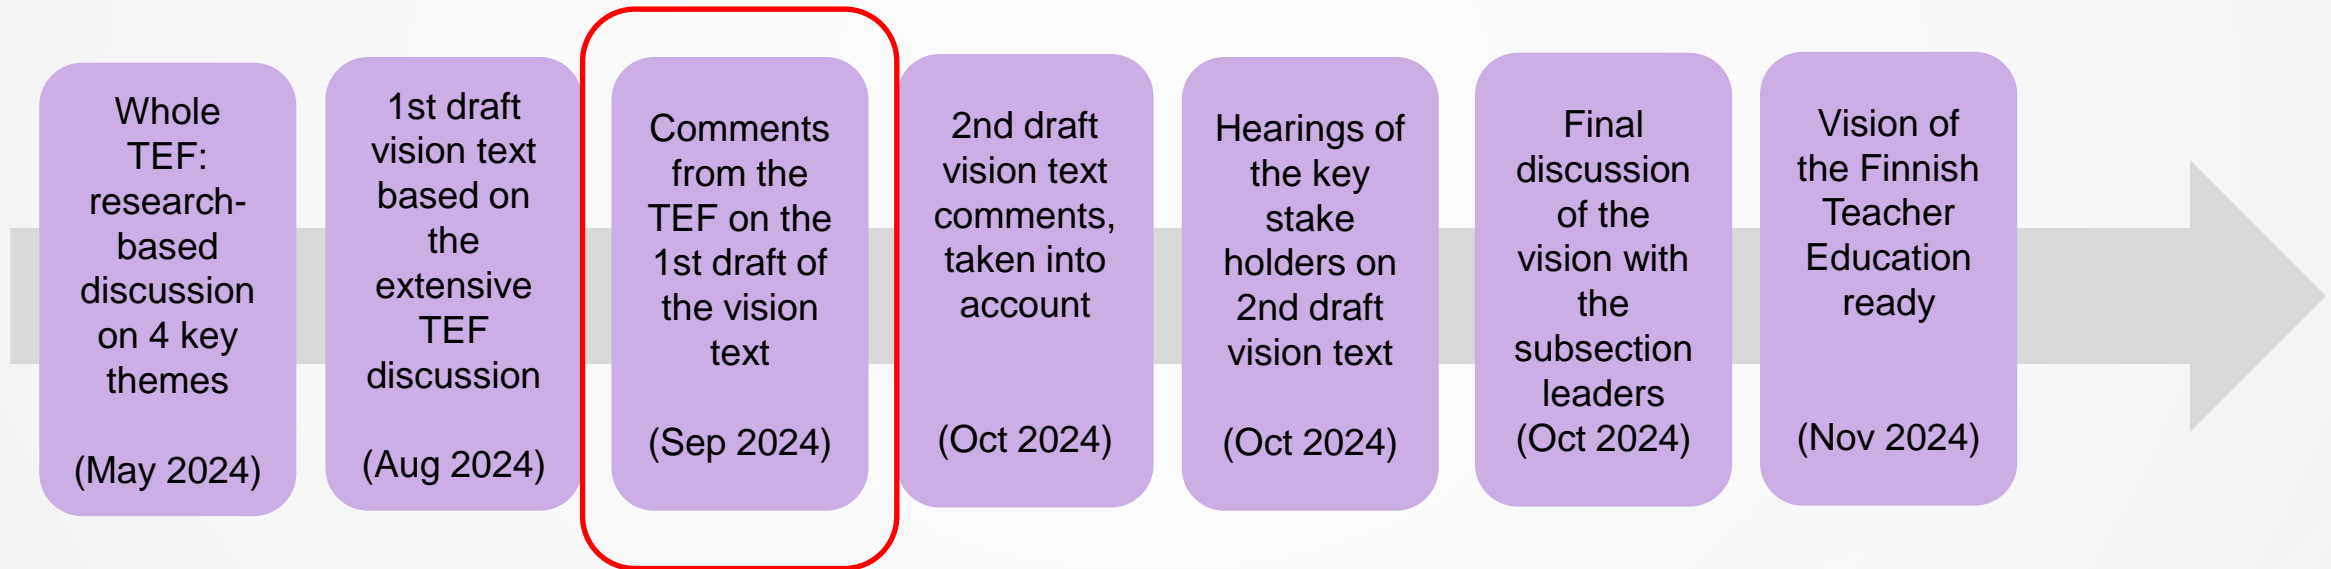 Whole
TEF:
research-
based
discussion
on 4 key
themes
(May 2024)
1st draft
vision text
based on
the
extensive
TEF
discussion
(Aug 2024)
Comments
from the
TEF on the
1st draft of
the vision
text
(Sep 2024)
2nd draft
vision text
comments,
taken into
account
(Oct 2024)
Hearings of
the key
stake
holders on
2nd draft
vision text
(Oct 2024)
Final
discussion
of the
vision with
the
subsection
leaders
(Oct 2024)
Vision of
the Finnish
Teacher
Education
ready
(Nov 2024)